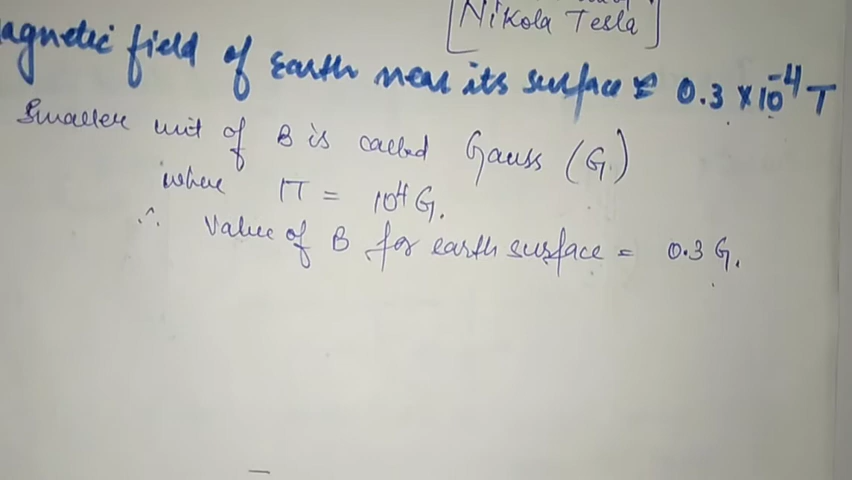 [Nikola Tesla]
agnetic field of earth near its surface = 0.3 × 10⁻⁴ T
Smaller unit of B is called Gauss (G)
where 1T = 10⁴ G.
∴ Value of B for earth surface = 0.3 G.